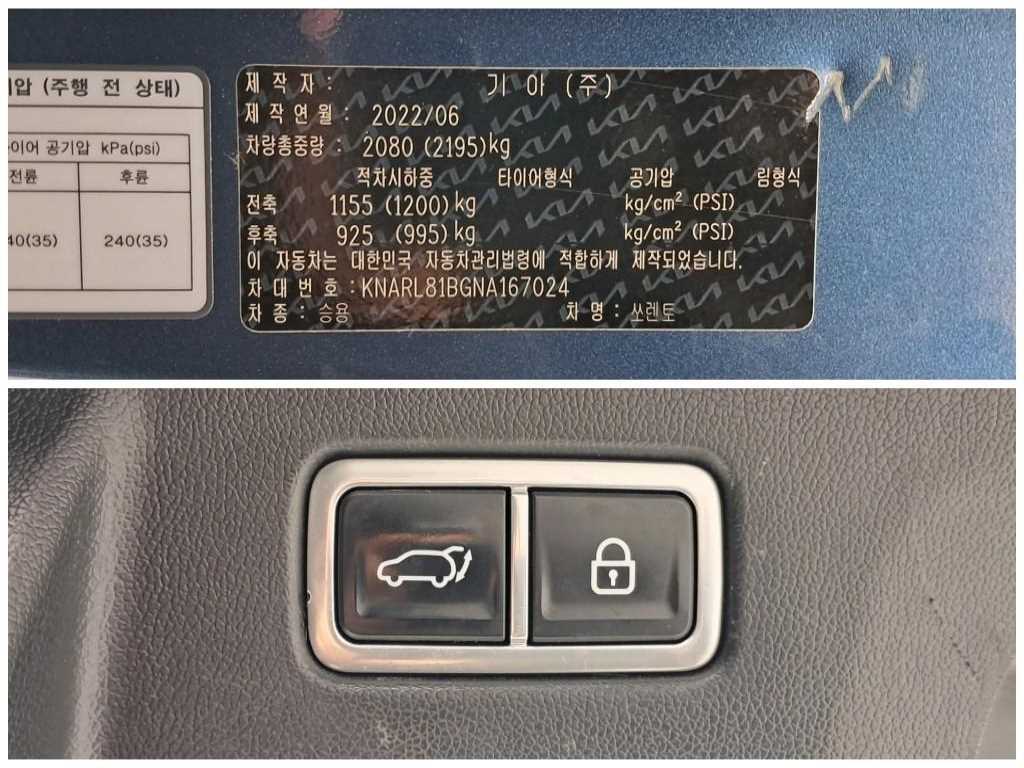 기압 (주행 전 상태)
이어 공기압 kPa(psi)
전륜 후륜
40(35) 240(35)
제 작 자 : 기 아 (주)
제 작 연 월 : 2022/06
차량총중량 : 2080 (2195)kg
적차시하중 타이어형식 공기압 림형식
전축 1155 (1200) kg kg/cm² (PSI)
후축 925 (995) kg kg/cm² (PSI)
이 자동차는 대한민국 자동차관리법령에 적합하게 제작되었습니다.
차 대 번 호 : KNARL81BGNA167024
차 종 : 승용 차 명 : 쏘렌토